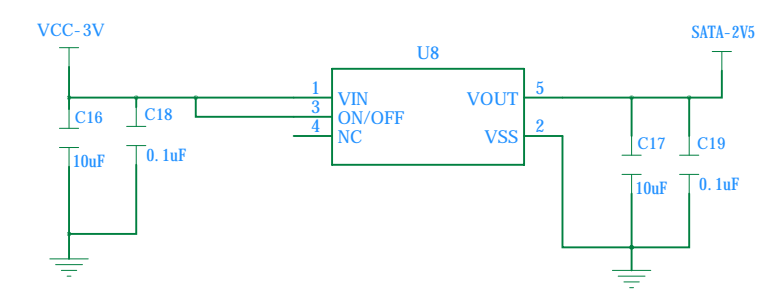 VCC-3V
SATA-2V5
U8
1
VIN
VOUT
5
C16
C18
3
ON/OFF
4
NC
VSS
2
C17
C19
10uF
0.1uF
10uF
0.1uF